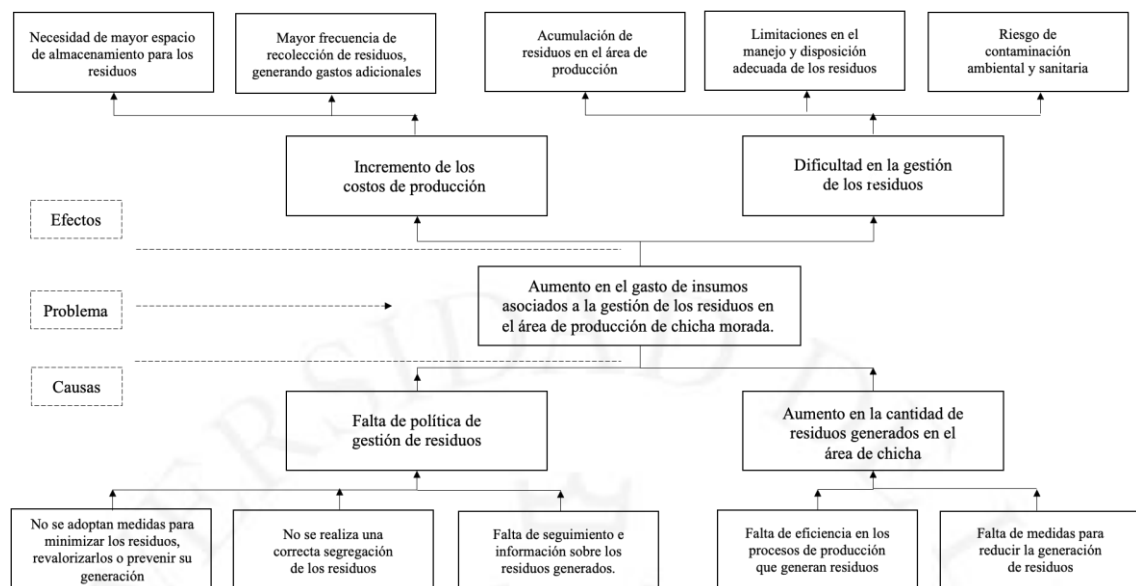 Necesidad de mayor espacio
de almacenamiento para los
residuos
Mayor frecuencia de
recolección de residuos,
generando gastos adicionales
Acumulación de
residuos en el área de
producción
Limitaciones en el
manejo y disposición
adecuada de los residuos
Riesgo de
contaminación
ambiental y sanitaria
Incremento de los
costos de producción
Dificultad en la gestión
de los residuos
Efectos
Problema
Aumento en el gasto de insumos
asociados a la gestión de los residuos en
el área de producción de chicha morada.
Causas
Falta de política de
gestión de residuos
Aumento en la cantidad de
residuos generados en el
área de chicha
No se adoptan medidas para
minimizar los residuos,
revalorizarlos o prevenir su
generación
No se realiza una
correcta segregación
de los residuos
Falta de seguimiento e
información sobre los
residuos generados.
Falta de eficiencia en los
procesos de producción
que generan residuos
Falta de medidas para
reducir la generación
de residuos